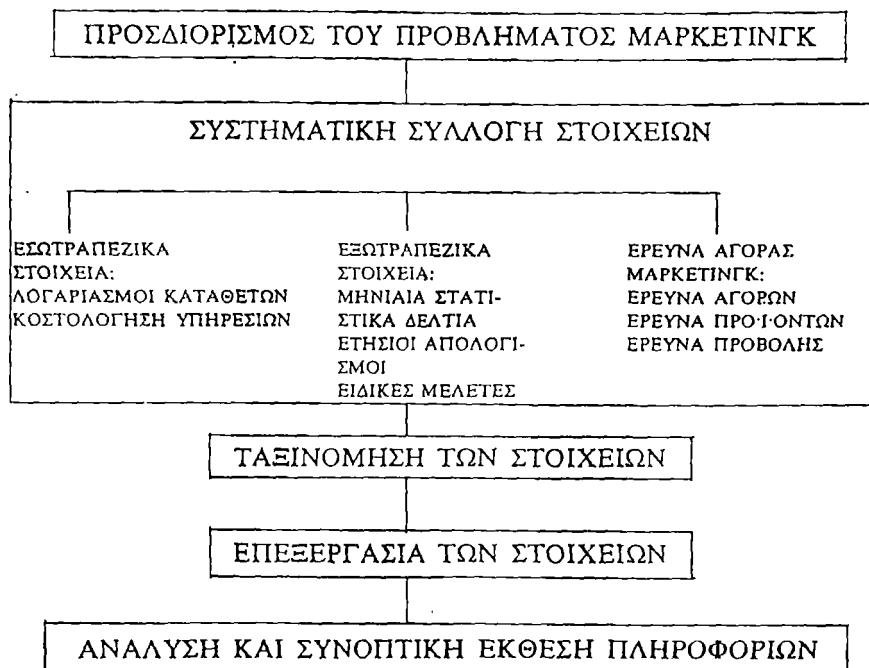 ΠΡΟΣΔΙΟΡΙΣΜΟΣ ΤΟΥ ΠΡΟΒΛΗΜΑΤΟΣ ΜΑΡΚΕΤΙΝΓΚ
ΣΥΣΤΗΜΑΤΙΚΗ ΣΥΛΛΟΓΗ ΣΤΟΙΧΕΙΩΝ
ΕΣΩΤΡΑΠΕΖΙΚΑ
ΣΤΟΙΧΕΙΑ:
ΛΟΓΑΡΙΑΣΜΟΙ ΚΑΤΑΘΕΤΩΝ
ΚΟΣΤΟΛΟΓΗΣΗ ΥΠΗΡΕΣΙΩΝ
ΕΞΩΤΡΑΠΕΖΙΚΑ
ΣΤΟΙΧΕΙΑ:
ΜΗΝΙΑΙΑ ΣΤΑΤΙ-
ΣΤΙΚΑ ΔΕΛΤΙΑ
ΕΤΗΣΙΟΙ ΑΠΟΛΟΓΙ-
ΣΜΟΙ
ΕΙΔΙΚΕΣ ΜΕΛΕΤΕΣ
ΕΡΕΥΝΑ ΑΓΟΡΑΣ
ΜΑΡΚΕΤΙΝΓΚ:
ΕΡΕΥΝΑ ΑΓΟΡΩΝ
ΕΡΕΥΝΑ ΠΡΟ·Ι·ΟΝΤΩΝ
ΕΡΕΥΝΑ ΠΡΟΒΟΛΗΣ
ΤΑΞΙΝΟΜΗΣΗ ΤΩΝ ΣΤΟΙΧΕΙΩΝ
ΕΠΕΞΕΡΓΑΣΙΑ ΤΩΝ ΣΤΟΙΧΕΙΩΝ
ΑΝΑΛΥΣΗ ΚΑΙ ΣΥΝΟΠΤΙΚΗ ΕΚΘΕΣΗ ΠΛΗΡΟΦΟΡΙΩΝ